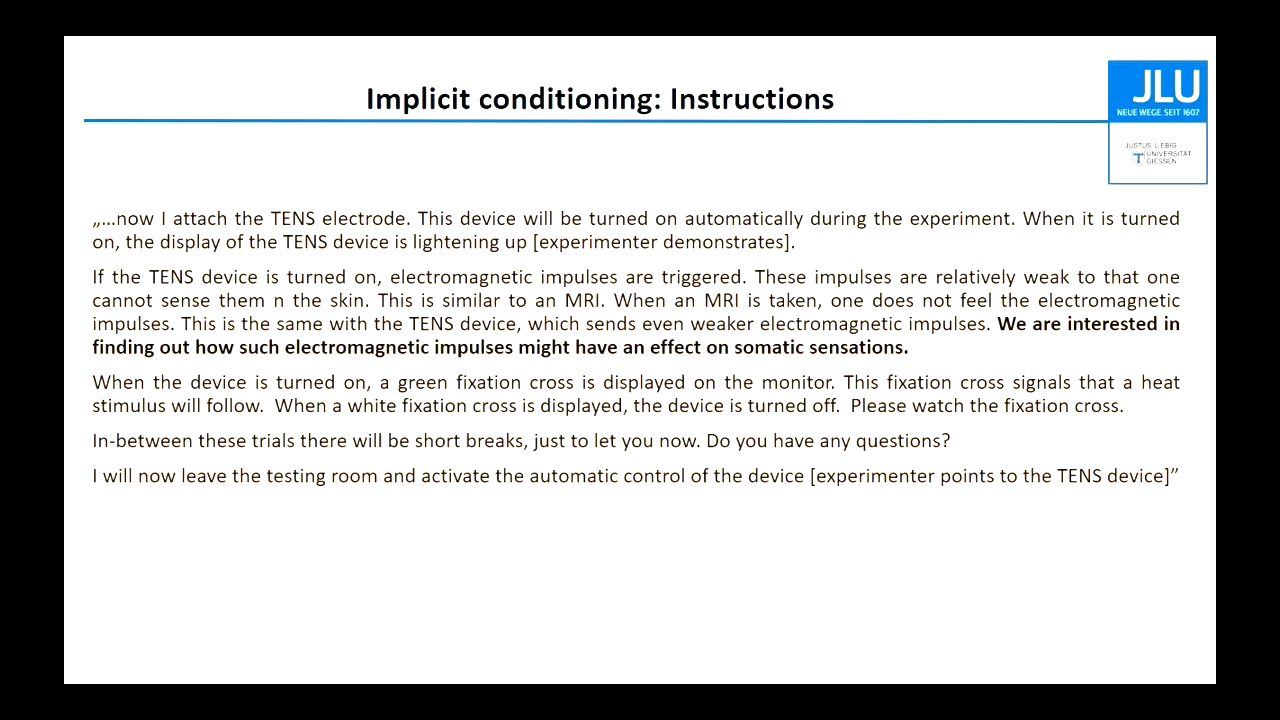 Implicit conditioning: Instructions
JLU
NEUE WEGE. SEIT 1607
JUSTUS LIEBIG
UNIVERSITÄT
GIESSEN
„…now I attach the TENS electrode. This device will be turned on automatically during the experiment. When it is turned
on, the display of the TENS device is lightening up [experimenter demonstrates].
If the TENS device is turned on, electromagnetic impulses are triggered. These impulses are relatively weak to that one
cannot sense them n the skin. This is similar to an MRI. When an MRI is taken, one does not feel the electromagnetic
impulses. This is the same with the TENS device, which sends even weaker electromagnetic impulses. We are interested in
finding out how such electromagnetic impulses might have an effect on somatic sensations.
When the device is turned on, a green fixation cross is displayed on the monitor. This fixation cross signals that a heat
stimulus will follow.  When a white fixation cross is displayed, the device is turned off.  Please watch the fixation cross.
In-between these trials there will be short breaks, just to let you now. Do you have any questions?
I will now leave the testing room and activate the automatic control of the device [experimenter points to the TENS device]”